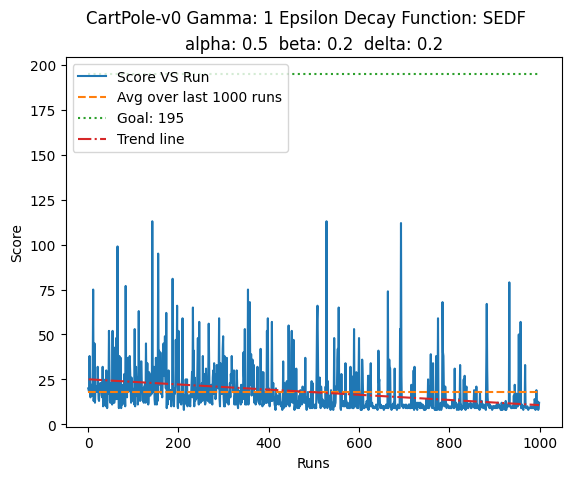 CartPole-v0 Gamma: 1 Epsilon Decay Function: SEDF
alpha: 0.5 beta: 0.2 delta: 0.2
Score VS Run
Avg over last 1000 runs
Goal: 195
Trend line
200
175
150
125
100
75
50
25
0
Score
0 200 400 600 800 1000
Runs